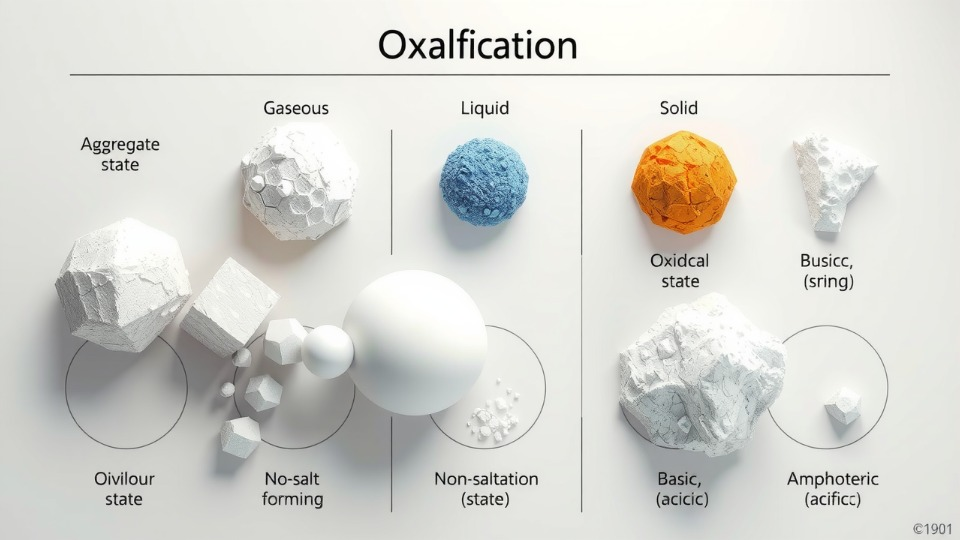 Oxalfication
Gaseous
Liquid
Solid
Aggregate
state
Oxidcal
state
Busicc,
(sring)
Oivilour
state
No-salt
forming
Non-saltation
(state)
Basic,
(acicic)
Amphoteric
(acificc)
©1901